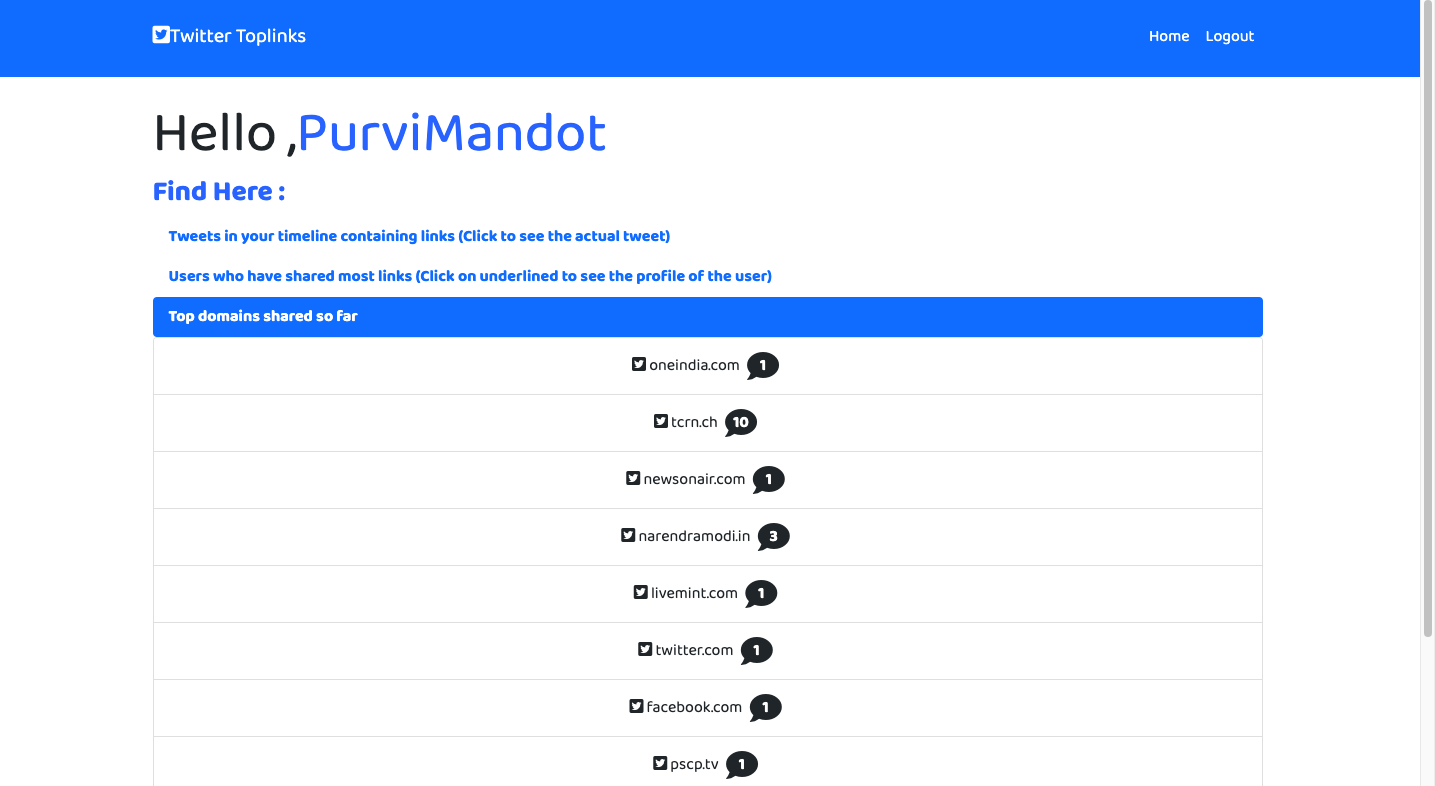 Twitter Toplinks Home Logout
Hello ,PurviMandot
Find Here :
Tweets in your timeline containing links (Click to see the actual tweet)
Users who have shared most links (Click on underlined to see the profile of the user)
Top domains shared so far
oneindia.com 1
tcrn.ch 10
newsonair.com 1
narendramodi.in 3
livemint.com 1
twitter.com 1
facebook.com 1
pscp.tv 1